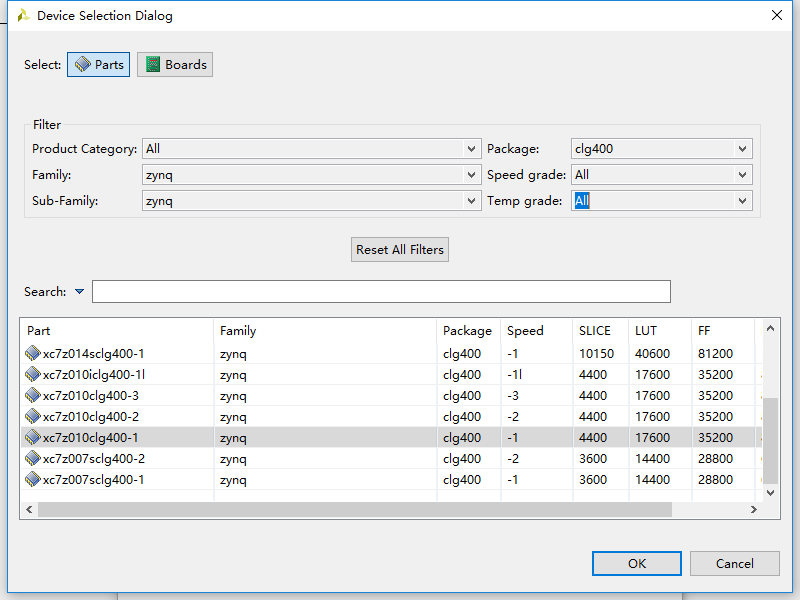 Device Selection Dialog
Select: Parts Boards
Filter
Product Category: All Package: clg400
Family: zynq Speed grade: All
Sub-Family: zynq Temp grade: All
Reset All Filters
Search:
Part Family Package Speed SLICE LUT FF
xc7z014sclg400-1 zynq clg400 -1 10150 40600 81200
xc7z010iclg400-1l zynq clg400 -1l 4400 17600 35200
xc7z010clg400-3 zynq clg400 -3 4400 17600 35200
xc7z010clg400-2 zynq clg400 -2 4400 17600 35200
xc7z010clg400-1 zynq clg400 -1 4400 17600 35200
xc7z007sclg400-2 zynq clg400 -2 3600 14400 28800
xc7z007sclg400-1 zynq clg400 -1 3600 14400 28800
OK Cancel